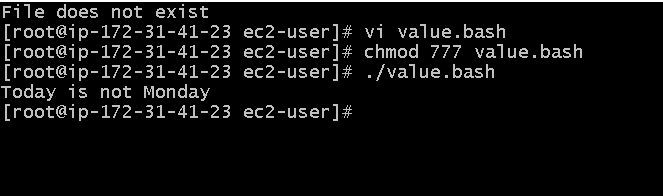 File does not exist
[root@ip-172-31-41-23 ec2-user]# vi value.bash
[root@ip-172-31-41-23 ec2-user]# chmod 777 value.bash
[root@ip-172-31-41-23 ec2-user]# ./value.bash
Today is not Monday
[root@ip-172-31-41-23 ec2-user]#